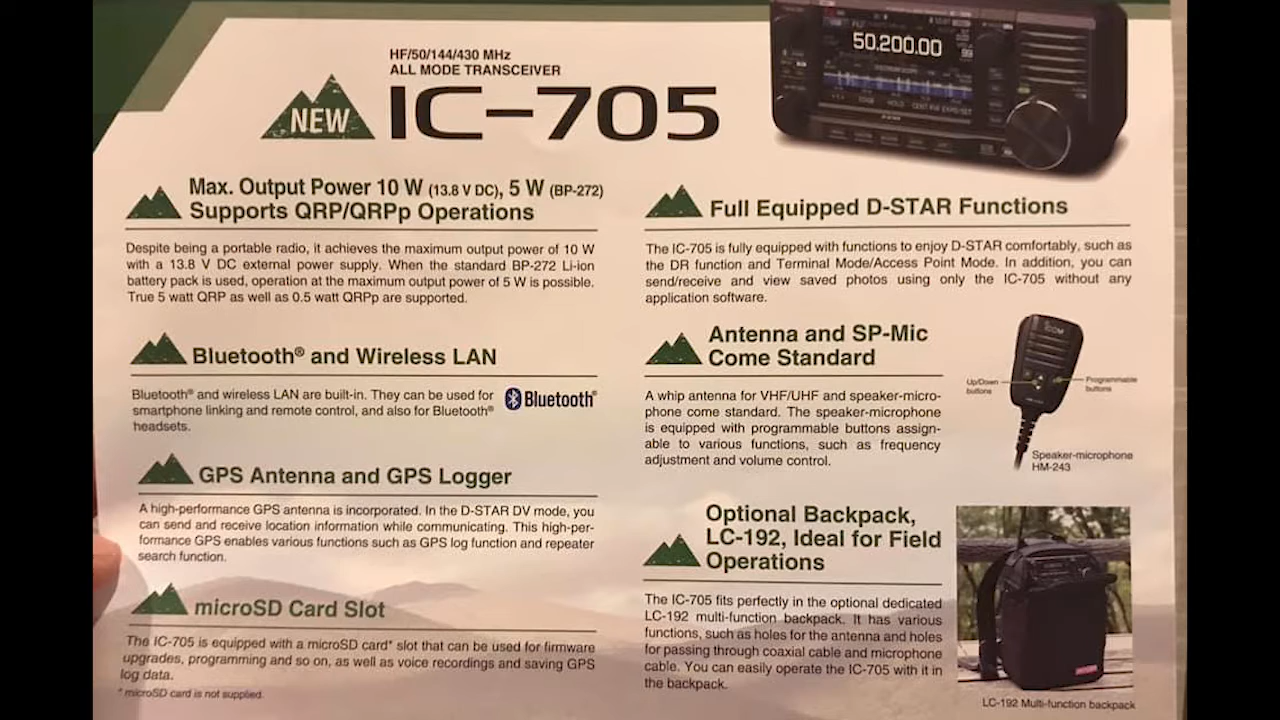 HF/50/144/430 MHz
ALL MODE TRANSCEIVER
NEW
IC-705
50.200.00
Max. Output Power 10 W (13.8 V DC), 5 W (BP-272)
Supports QRP/QRPp Operations
Despite being a portable radio, it achieves the maximum output power of 10 W
with a 13.8 V DC external power supply. When the standard BP-272 Li-ion
battery pack is used, operation at the maximum output power of 5 W is possible.
True 5 watt QRP as well as 0.5 watt QRPp are supported.
Bluetooth® and Wireless LAN
Bluetooth® and wireless LAN are built-in. They can be used for
smartphone linking and remote control, and also for Bluetooth®
headsets.
Bluetooth®
GPS Antenna and GPS Logger
A high-performance GPS antenna is incorporated. In the D-STAR DV mode, you
can send and receive location information while communicating. This high-per-
formance GPS enables various functions such as GPS log function and repeater
search function.
microSD Card Slot
The IC-705 is equipped with a microSD card* slot that can be used for firmware
upgrades, programming and so on, as well as voice recordings and saving GPS
log data.
* microSD card is not supplied.
Full Equipped D-STAR Functions
The IC-705 is fully equipped with functions to enjoy D-STAR comfortably, such as
the DR function and Terminal Mode/Access Point Mode. In addition, you can
send/receive and view saved photos using only the IC-705 without any
application software.
Antenna and SP-Mic
Come Standard
A whip antenna for VHF/UHF and speaker-micro-
phone come standard. The speaker-microphone
is equipped with programmable buttons assign-
able to various functions, such as frequency
adjustment and volume control.
ICOM
Up/Down
buttons
Programmable
buttons
Speaker-microphone
HM-243
Optional Backpack,
LC-192, Ideal for Field
Operations
The IC-705 fits perfectly in the optional dedicated
LC-192 multi-function backpack. It has various
functions, such as holes for the antenna and holes
for passing through coaxial cable and microphone
cable. You can easily operate the IC-705 with it in
the backpack.
LC-192 Multi-function backpack